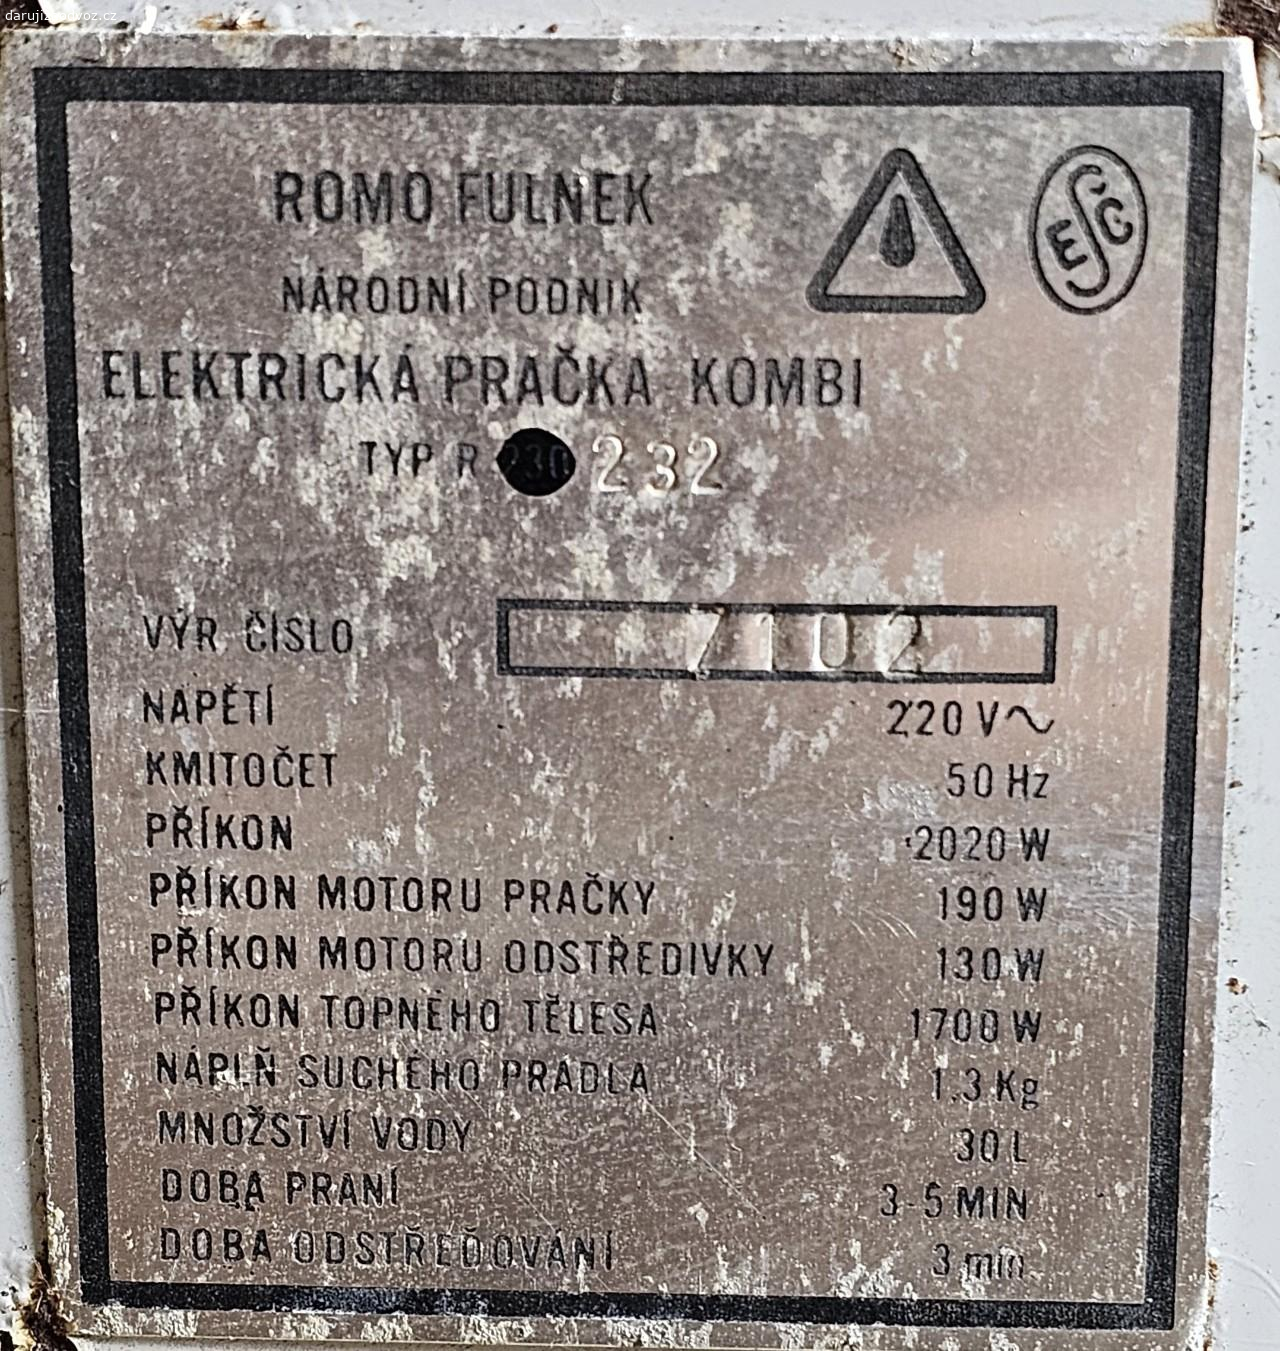 ROMO FULNEK
NÁRODNÍ PODNIK
ESČ
ELEKTRICKÁ PRAČKA KOMBI
TYP R 230 232
VÝR ČÍSLO 7102
NAPĚTÍ 220 V~
KMITOČET 50 Hz
PŘÍKON 2020 W
PŘÍKON MOTORU PRAČKY 190 W
PŘÍKON MOTORU ODSTŘEDIVKY 130 W
PŘÍKON TOPNÉHO TĚLESA 1700 W
NÁPLŇ SUCHÉHO PRÁDLA 1.3 Kg
MNOŽSTVÍ VODY 30 L
DOBA PRANÍ 3-5 MIN
DOBA ODSTŘEĎOVÁNÍ 3 min